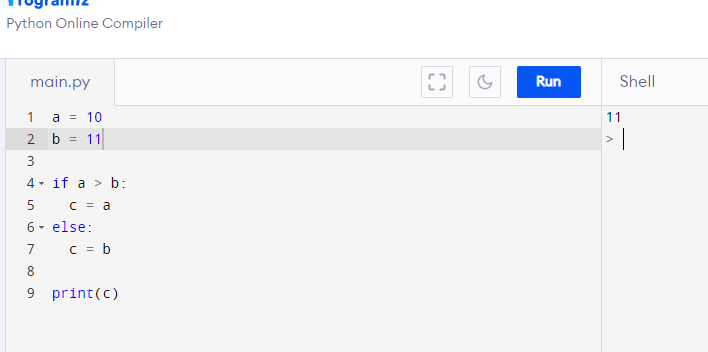 Programiz
Python Online Compiler
main.py
Run
Shell
1 a = 10
2 b = 11
3
4 if a > b:
5   c = a
6 else:
7   c = b
8
9 print(c)
11
>